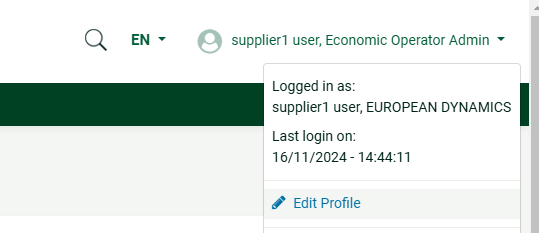 EN
supplier1 user, Economic Operator Admin
Logged in as:
supplier1 user, EUROPEAN DYNAMICS
Last login on:
16/11/2024 - 14:44:11
Edit Profile